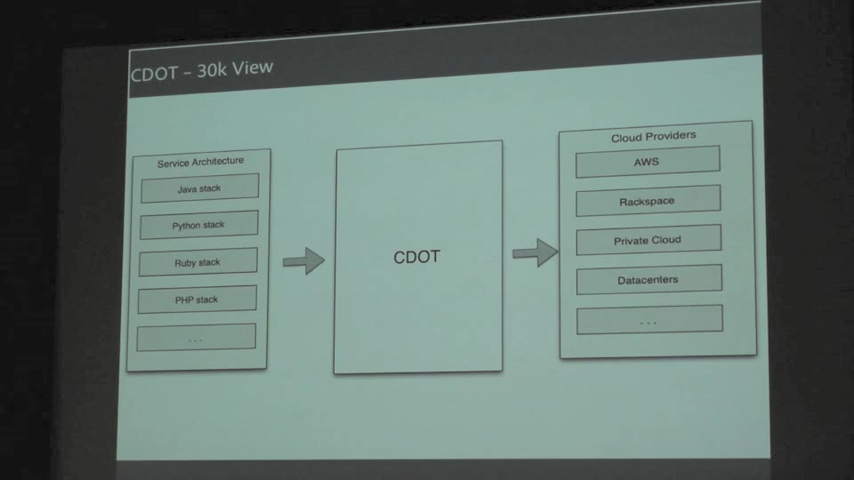 CDOT – 30k View
Service Architecture
Java stack
Python stack
Ruby stack
PHP stack
...
CDOT
Cloud Providers
AWS
Rackspace
Private Cloud
Datacenters
...